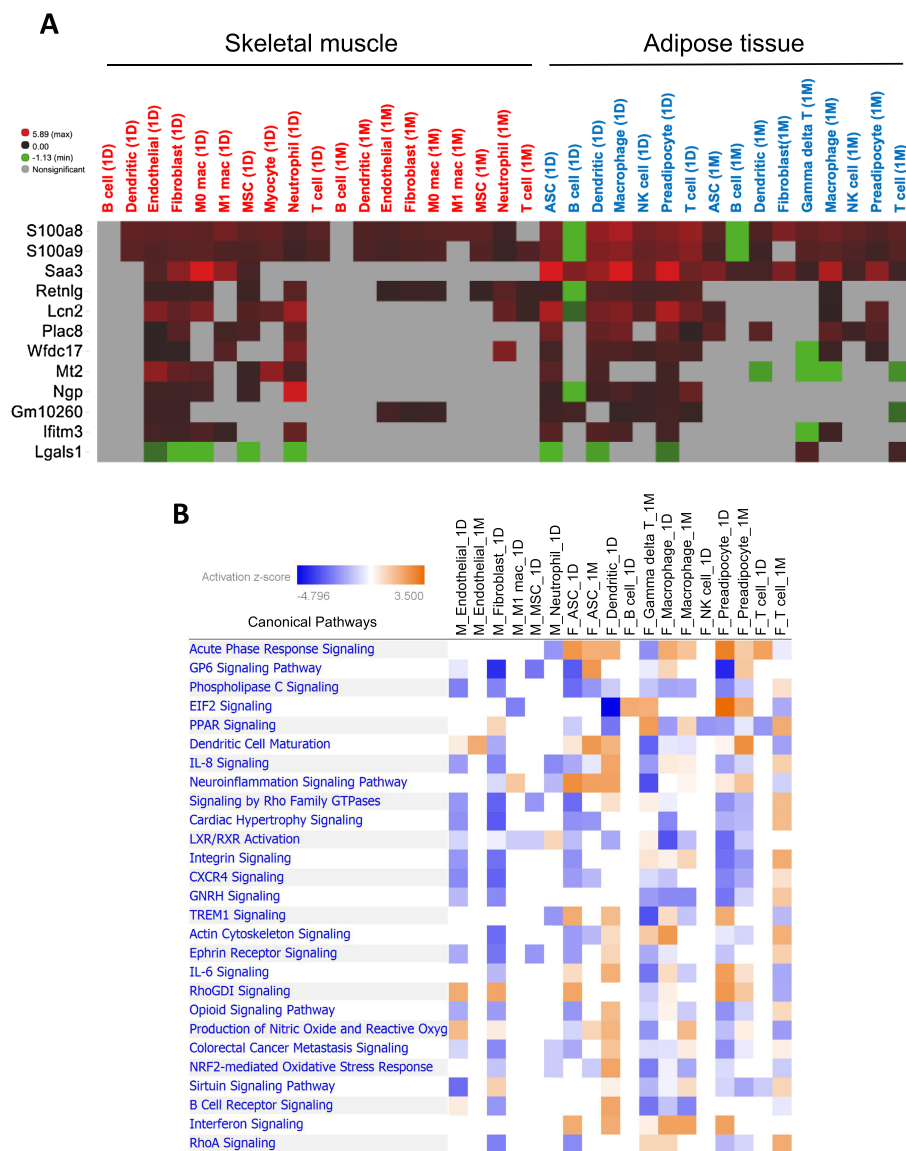 A
Skeletal muscle
Adipose tissue
5.89 (max)
0.00
-1.13 (min)
Nonsignificant
B cell (1D)
Dendritic (1D)
Endothelial (1D)
Fibroblast (1D)
M0 mac (1D)
M1 mac (1D)
MSC (1D)
Myocyte (1D)
Neutrophil (1D)
T cell (1D)
B cell (1M)
Dendritic (1M)
Endothelial (1M)
Fibroblast (1M)
M0 mac (1M)
M1 mac (1M)
MSC (1M)
Neutrophil (1M)
T cell (1M)
ASC (1D)
B cell (1D)
Dendritic (1D)
Macrophage (1D)
NK cell (1D)
Preadipocyte (1D)
T cell (1D)
ASC (1M)
B cell (1M)
Dendritic (1M)
Fibroblast(1M)
Gamma delta T (1M)
Macrophage (1M)
NK cell (1M)
Preadipocyte (1M)
T cell (1M)
S100a8
S100a9
Saa3
Retnlg
Lcn2
Plac8
Wfdc17
Mt2
Ngp
Gm10260
Ifitm3
Lgals1
B
Activation z-score
-4.796 3.500
Canonical Pathways
M_Endothelial_1D
M_Endothelial_1M
M_Fibroblast_1D
M_M1 mac_1D
M_MSC_1D
M_Neutrophil_1D
F_ASC_1D
F_ASC_1M
F_Dendritic_1D
F_B cell_1D
F_Gamma delta T_1M
F_Macrophage_1D
F_Macrophage_1M
F_NK cell_1D
F_Preadipocyte_1D
F_Preadipocyte_1M
F_T cell_1D
F_T cell_1M
Acute Phase Response Signaling
GP6 Signaling Pathway
Phospholipase C Signaling
EIF2 Signaling
PPAR Signaling
Dendritic Cell Maturation
IL-8 Signaling
Neuroinflammation Signaling Pathway
Signaling by Rho Family GTPases
Cardiac Hypertrophy Signaling
LXR/RXR Activation
Integrin Signaling
CXCR4 Signaling
GNRH Signaling
TREM1 Signaling
Actin Cytoskeleton Signaling
Ephrin Receptor Signaling
IL-6 Signaling
RhoGDI Signaling
Opioid Signaling Pathway
Production of Nitric Oxide and Reactive Oxyg
Colorectal Cancer Metastasis Signaling
NRF2-mediated Oxidative Stress Response
Sirtuin Signaling Pathway
B Cell Receptor Signaling
Interferon Signaling
RhoA Signaling